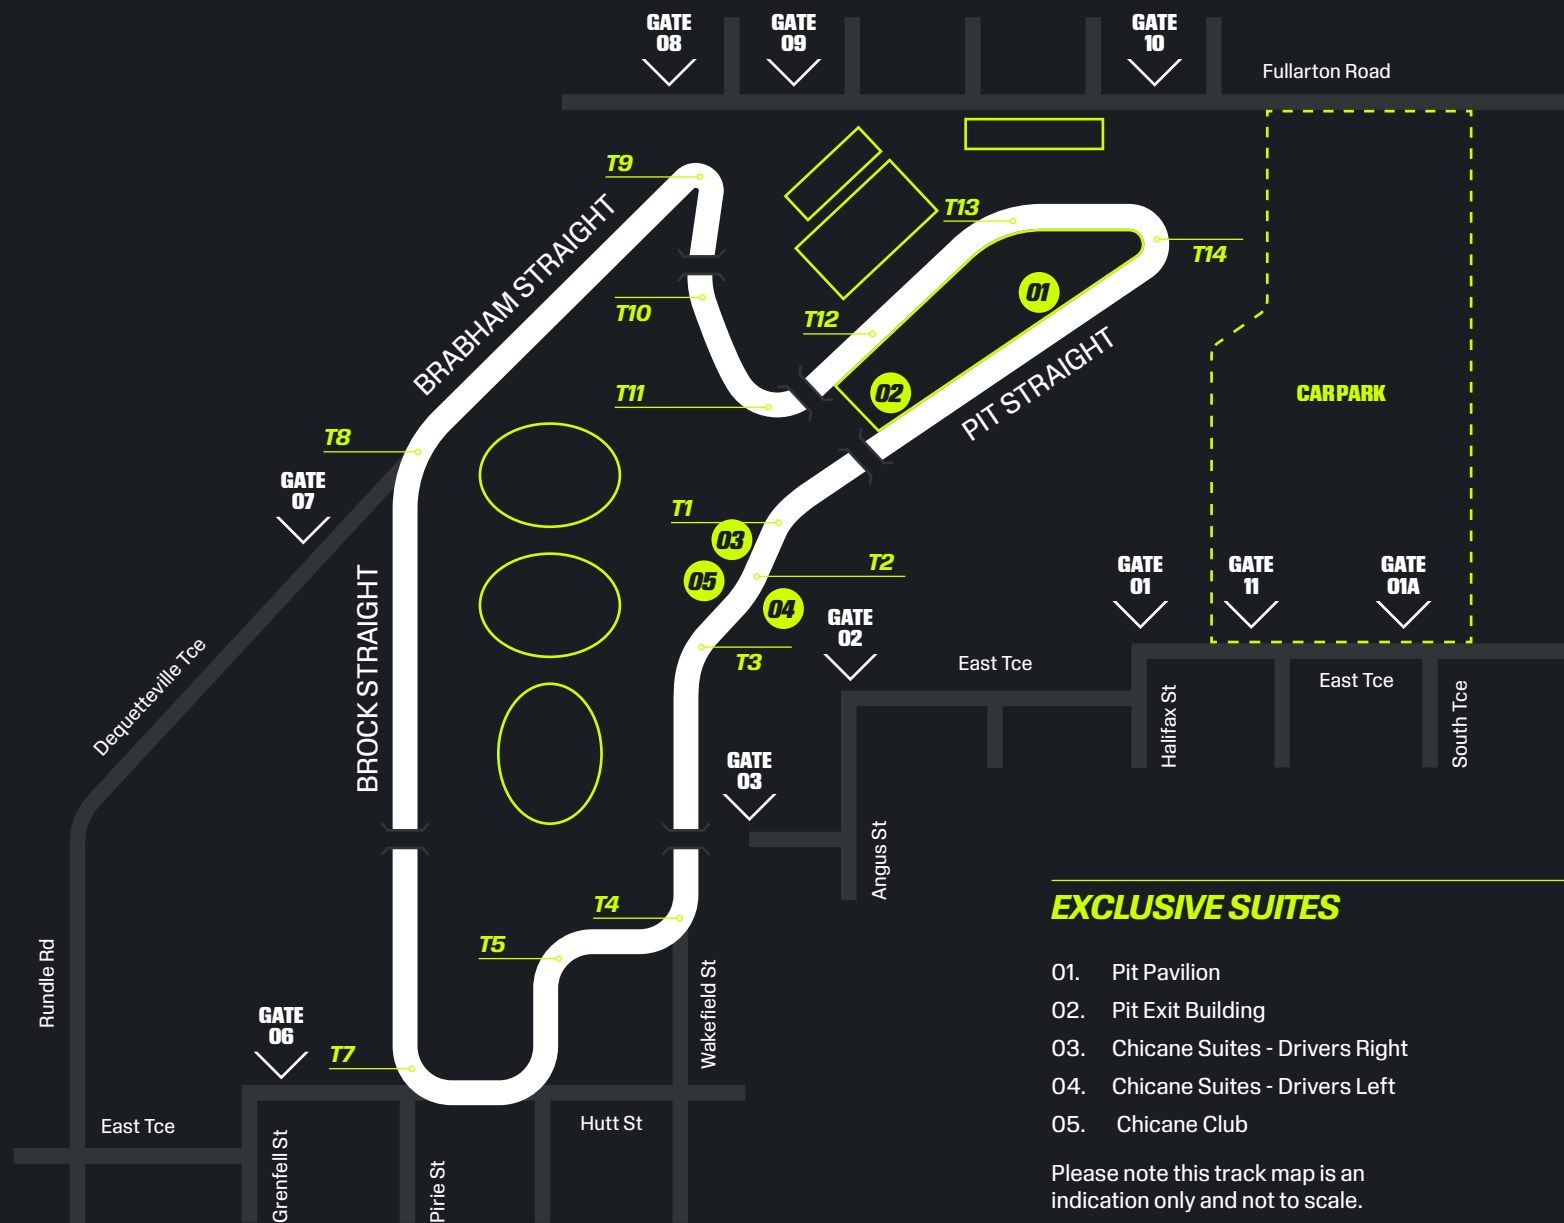 GATE
08
GATE
09
GATE
10
Fullarton Road
T9
T13
T14
BRABHAM STRAIGHT
T10
01
T12
PIT STRAIGHT
T11
02
CAR PARK
T8
GATE
07
T1
03
T2
05
04
GATE
02
GATE
01
GATE
11
GATE
01A
T3
East Tce
East Tce
BROCK STRAIGHT
Dequetteville Tce
Halifax St
South Tce
GATE
03
Angus St
T4
T5
Rundle Rd
Wakefield St
GATE
06
T7
East Tce
Hutt St
Grenfell St
Pirie St
EXCLUSIVE SUITES
01. Pit Pavilion
02. Pit Exit Building
03. Chicane Suites - Drivers Right
04. Chicane Suites - Drivers Left
05. Chicane Club
Please note this track map is an
indication only and not to scale.